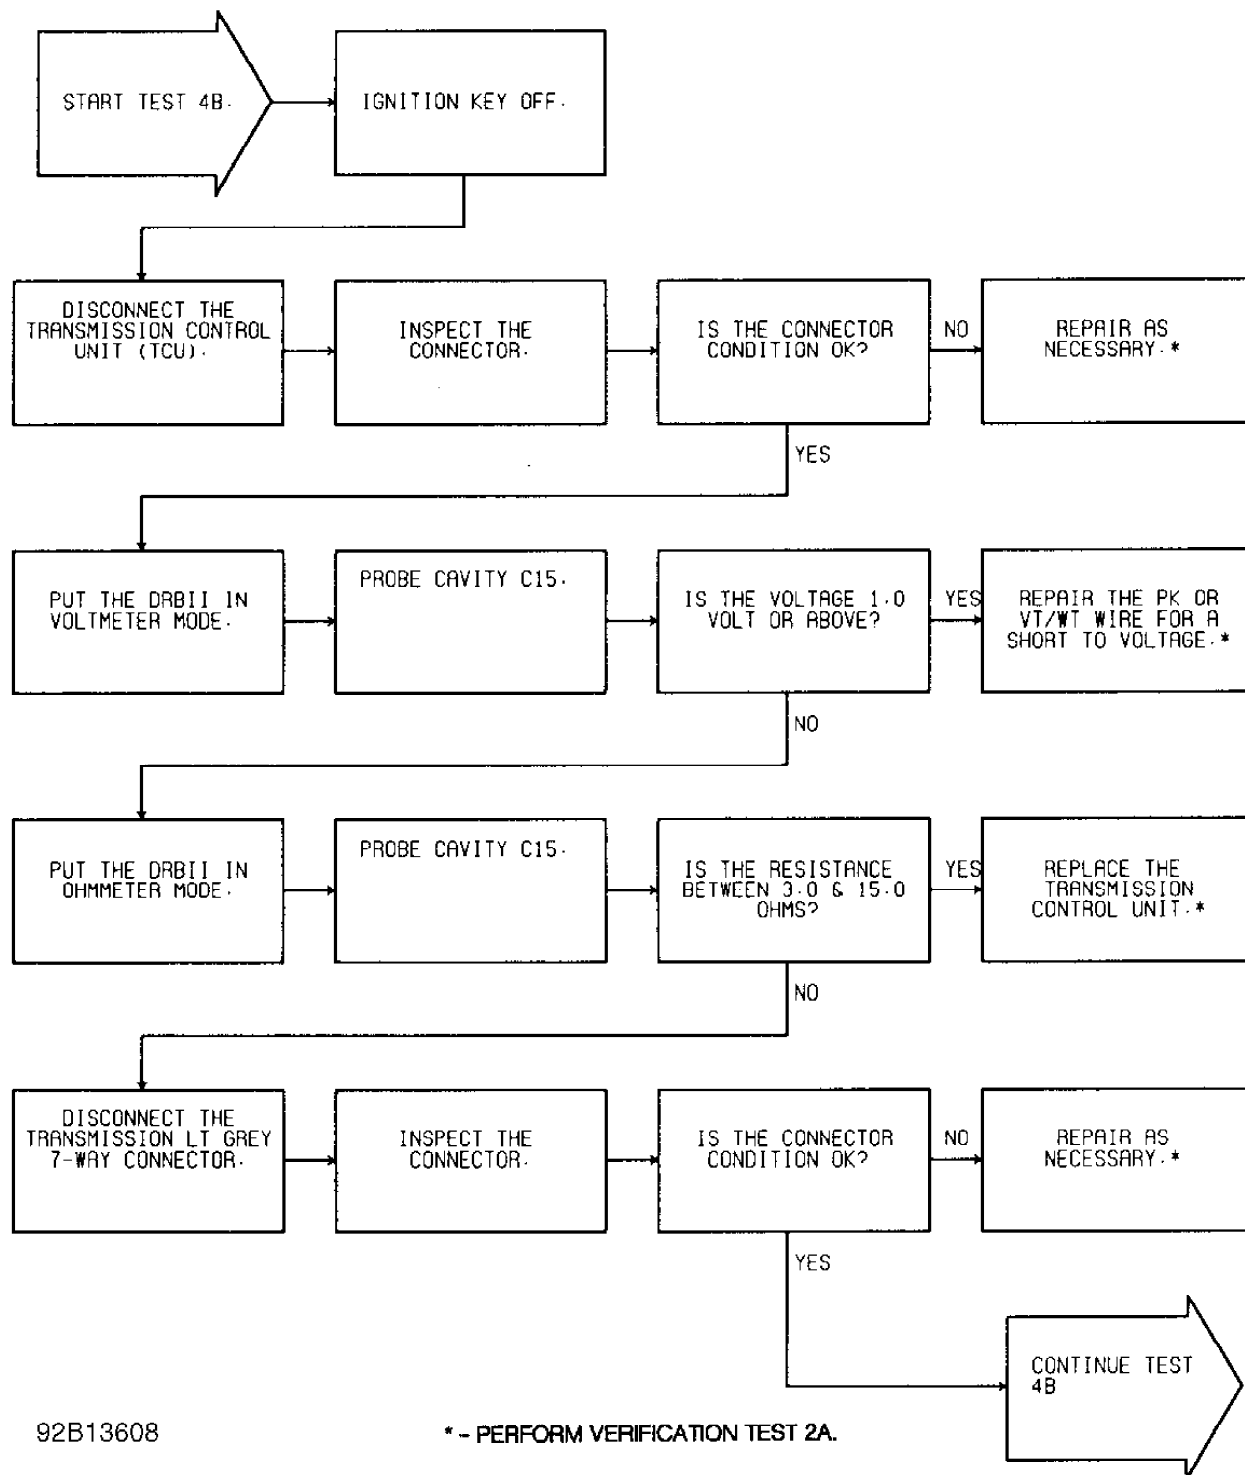 START TEST 4B.
IGNITION KEY OFF.
DISCONNECT THE
TRANSMISSION CONTROL
UNIT (TCU).
INSPECT THE
CONNECTOR.
IS THE CONNECTOR
CONDITION OK?
NO
REPAIR AS
NECESSARY.*
YES
PUT THE DRBII IN
VOLTMETER MODE.
PROBE CAVITY C15.
IS THE VOLTAGE 1.0
VOLT OR ABOVE?
YES
REPAIR THE PK OR
VT/WT WIRE FOR A
SHORT TO VOLTAGE.*
NO
PUT THE DRBII IN
OHMMETER MODE.
PROBE CAVITY C15.
IS THE RESISTANCE
BETWEEN 3.0 & 15.0
OHMS?
YES
REPLACE THE
TRANSMISSION
CONTROL UNIT.*
NO
DISCONNECT THE
TRANSMISSION LT GREY
7-WAY CONNECTOR.
INSPECT THE
CONNECTOR.
IS THE CONNECTOR
CONDITION OK?
NO
REPAIR AS
NECESSARY.*
YES
CONTINUE TEST
4B
92B13608
* - PERFORM VERIFICATION TEST 2A.